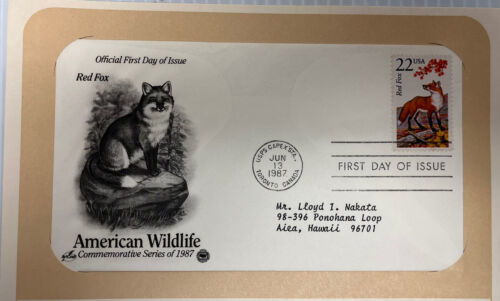 Official First Day of Issue
Red Fox
American Wildlife
Commemorative Series of 1987
22 USA
Red Fox
USPS CAPEX STA.
JUN
13
1987
TORONTO CANADA
FIRST DAY OF ISSUE
Mr. Lloyd I. Nakata
98-396 Ponohana Loop
Aiea, Hawaii 96701